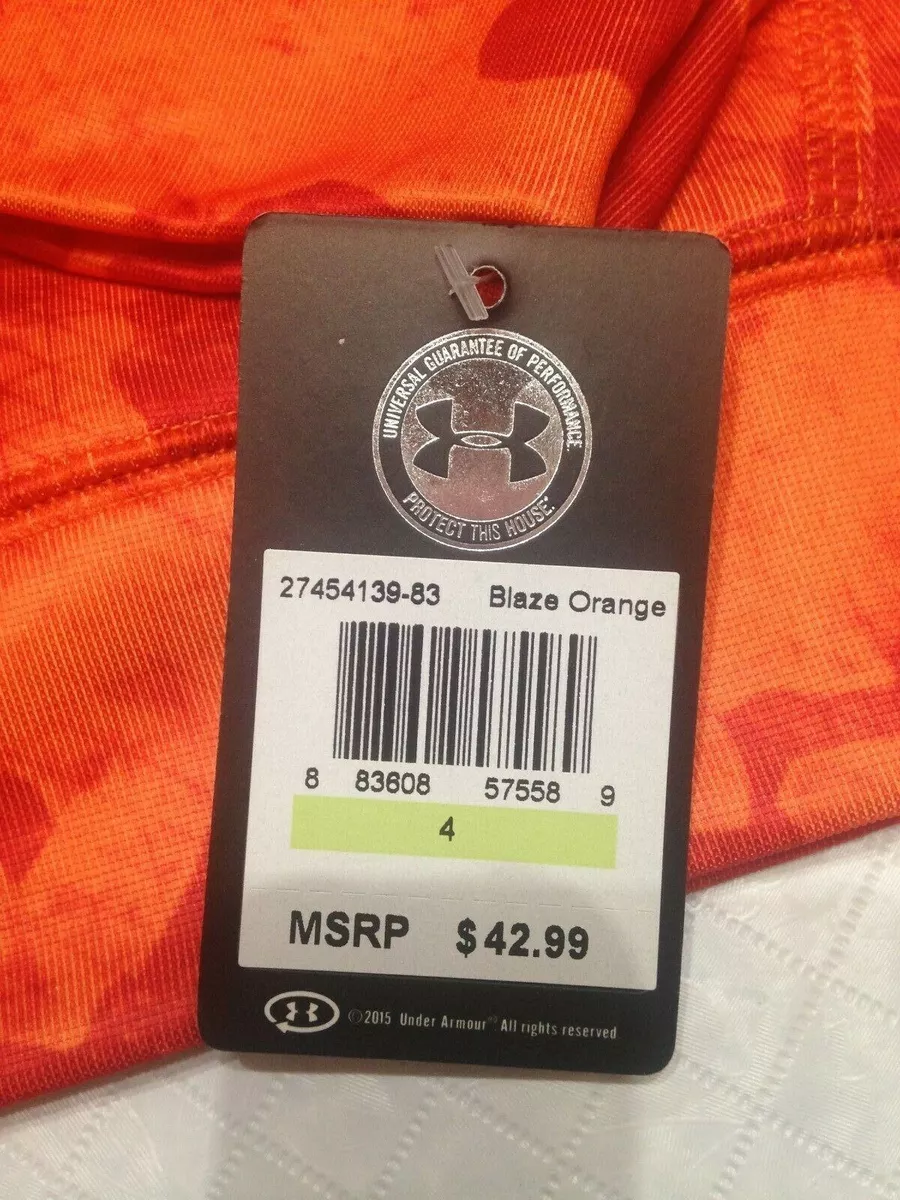 UNIVERSAL GUARANTEE OF PERFORMANCE.
PROTECT THIS HOUSE.®
27454139-83 Blaze Orange
8 83608 57558 9
4
MSRP $42.99
©2015 Under Armour® All rights reserved